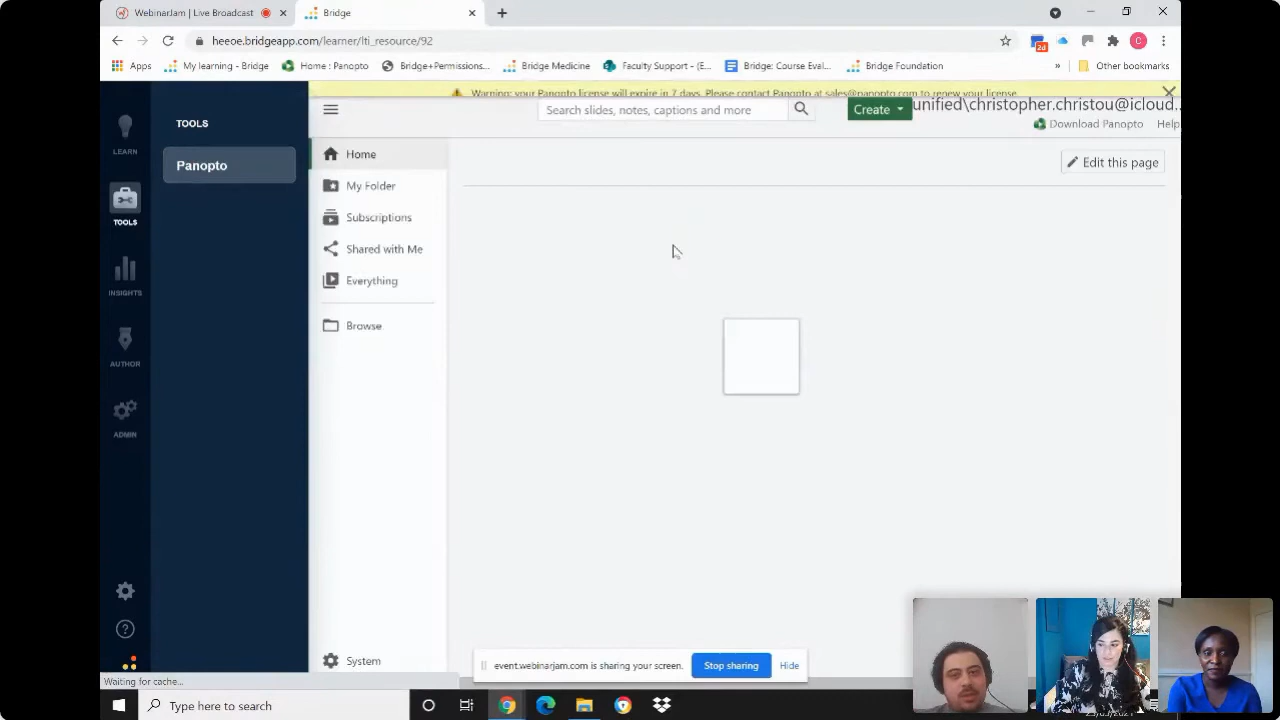 WebinarJam | Live Broadcast
Bridge
heeoe.bridgeapp.com/learner/lti_resource/92
2d
C
Apps
My learning - Bridge
Home : Panopto
Bridge+Permissions...
Bridge Medicine
Faculty Support - (E...
Bridge: Course Eval...
Bridge Foundation
»
Other bookmarks
Warning: your Panopto license will expire in 7 days. Please contact Panopto at sales@panopto.com to renew your license.
Search slides, notes, captions and more
Create
unified\christopher.christou@icloud.
Download Panopto
Help
LEARN
TOOLS
Panopto
Home
Edit this page
My Folder
TOOLS
Subscriptions
Shared with Me
Everything
INSIGHTS
Browse
AUTHOR
ADMIN
System
event.webinarjam.com is sharing your screen.
Stop sharing
Hide
Waiting for cache...
Type here to search